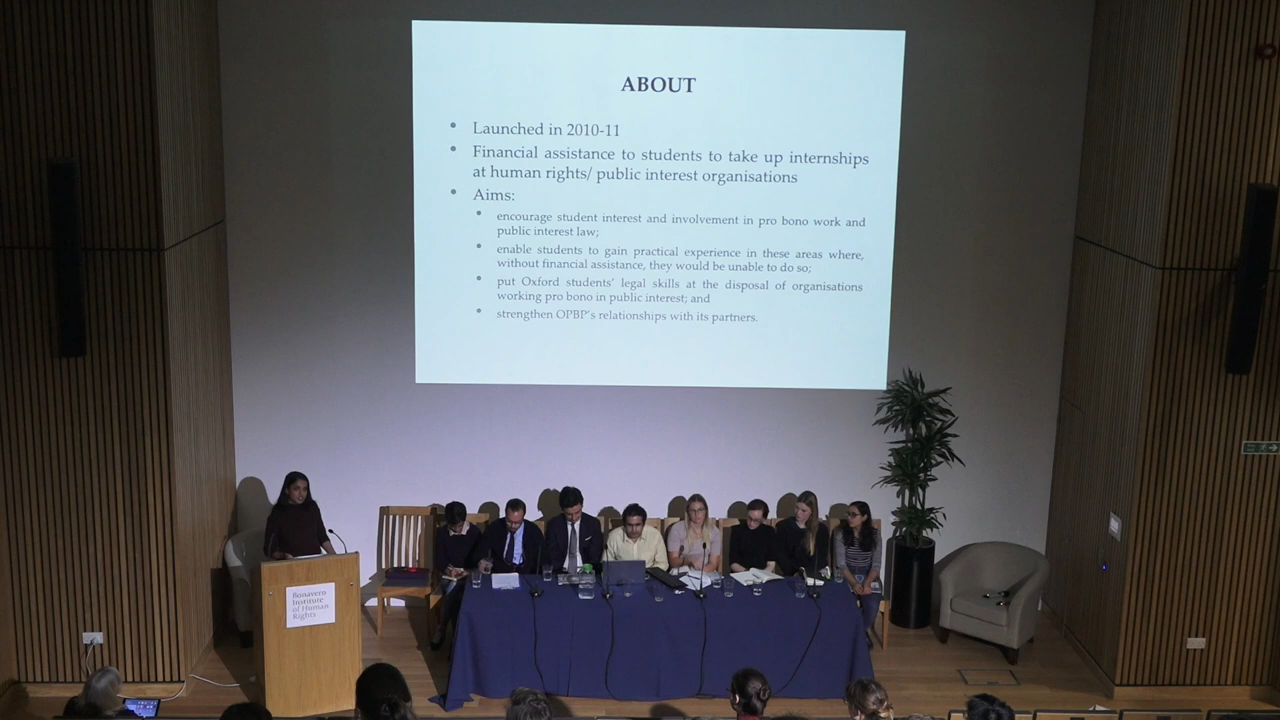 ABOUT
• Launched in 2010-11
• Financial assistance to students to take up internships
at human rights/ public interest organisations
• Aims:
• encourage student interest and involvement in pro bono work and
public interest law;
• enable students to gain practical experience in these areas where,
without financial assistance, they would be unable to do so;
• put Oxford students' legal skills at the disposal of organisations
working pro bono in public interest; and
• strengthen OPBP's relationships with its partners.
Bonavero
Institute
of Human
Rights